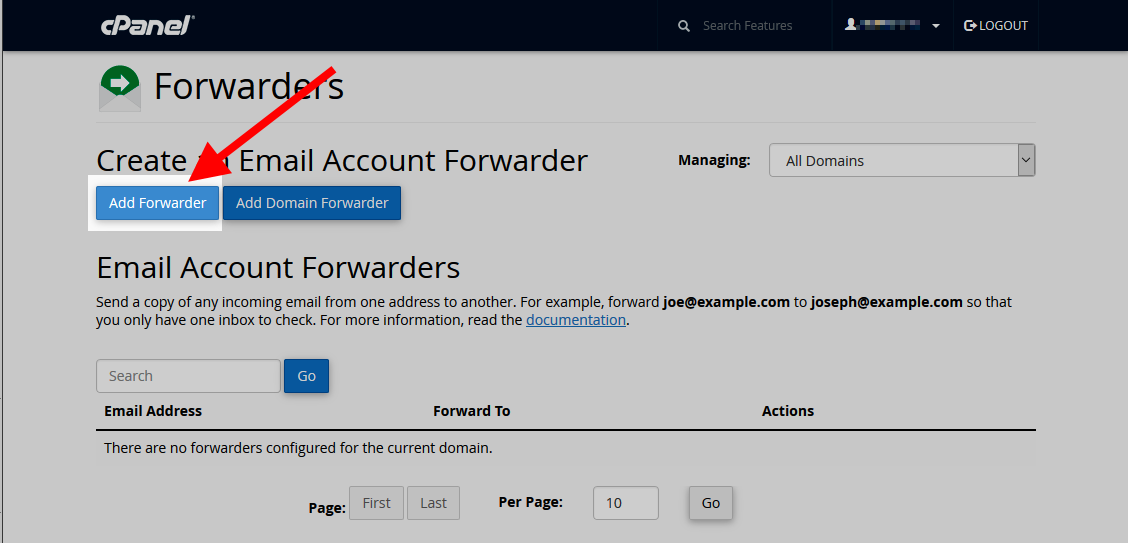 cPanel®
Search Features
LOGOUT
Forwarders
Create an Email Account Forwarder
Managing:
All Domains
Add Forwarder
Add Domain Forwarder
Email Account Forwarders
Send a copy of any incoming email from one address to another. For example, forward joe@example.com to joseph@example.com so that
you only have one inbox to check. For more information, read the documentation.
Search
Go
Email Address
Forward To
Actions
There are no forwarders configured for the current domain.
Page:
First
Last
Per Page:
10
Go